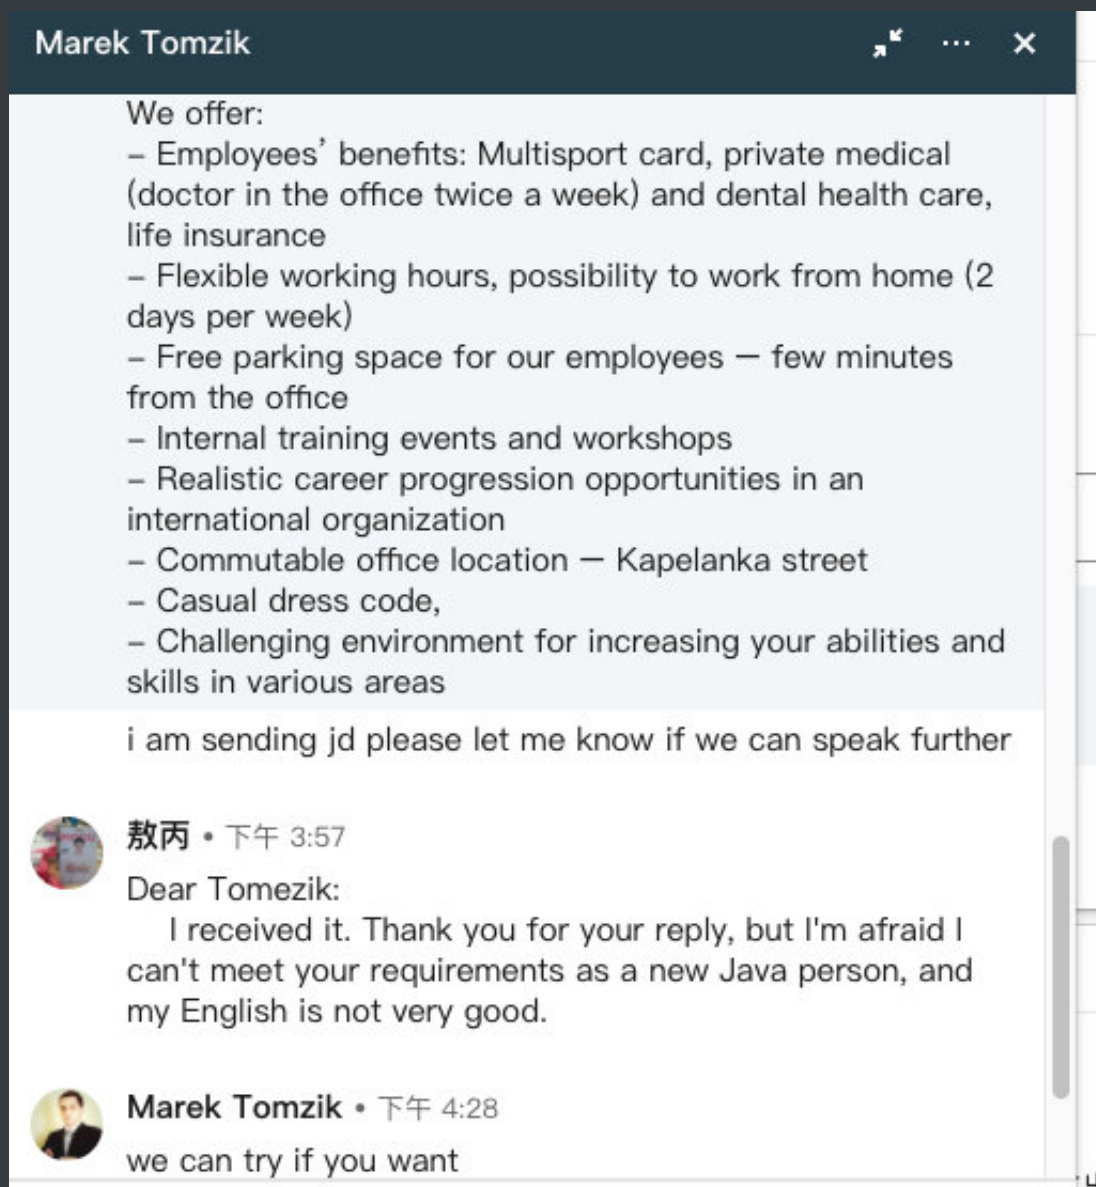 Marek Tomzik
We offer:
– Employees’ benefits: Multisport card, private medical
(doctor in the office twice a week) and dental health care,
life insurance
– Flexible working hours, possibility to work from home (2
days per week)
– Free parking space for our employees — few minutes
from the office
– Internal training events and workshops
– Realistic career progression opportunities in an
international organization
– Commutable office location — Kapelanka street
– Casual dress code,
– Challenging environment for increasing your abilities and
skills in various areas
i am sending jd please let me know if we can speak further
敖丙 • 下午 3:57
Dear Tomezik:
I received it. Thank you for your reply, but I'm afraid I
can't meet your requirements as a new Java person, and
my English is not very good.
Marek Tomzik • 下午 4:28
we can try if you want